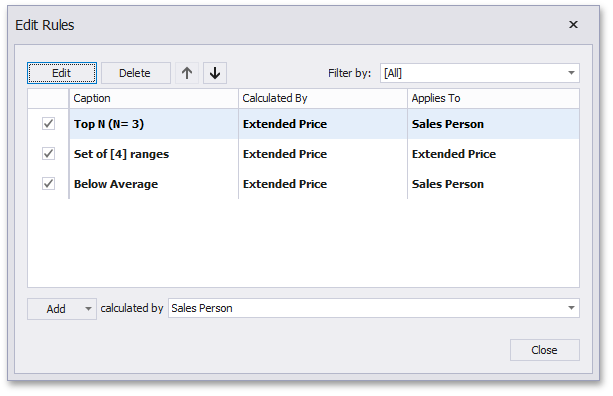 Edit Rules
Edit Delete Filter by: [All]
Caption Calculated By Applies To
Top N (N= 3) Extended Price Sales Person
Set of [4] ranges Extended Price Extended Price
Below Average Extended Price Sales Person
Add calculated by Sales Person
Close